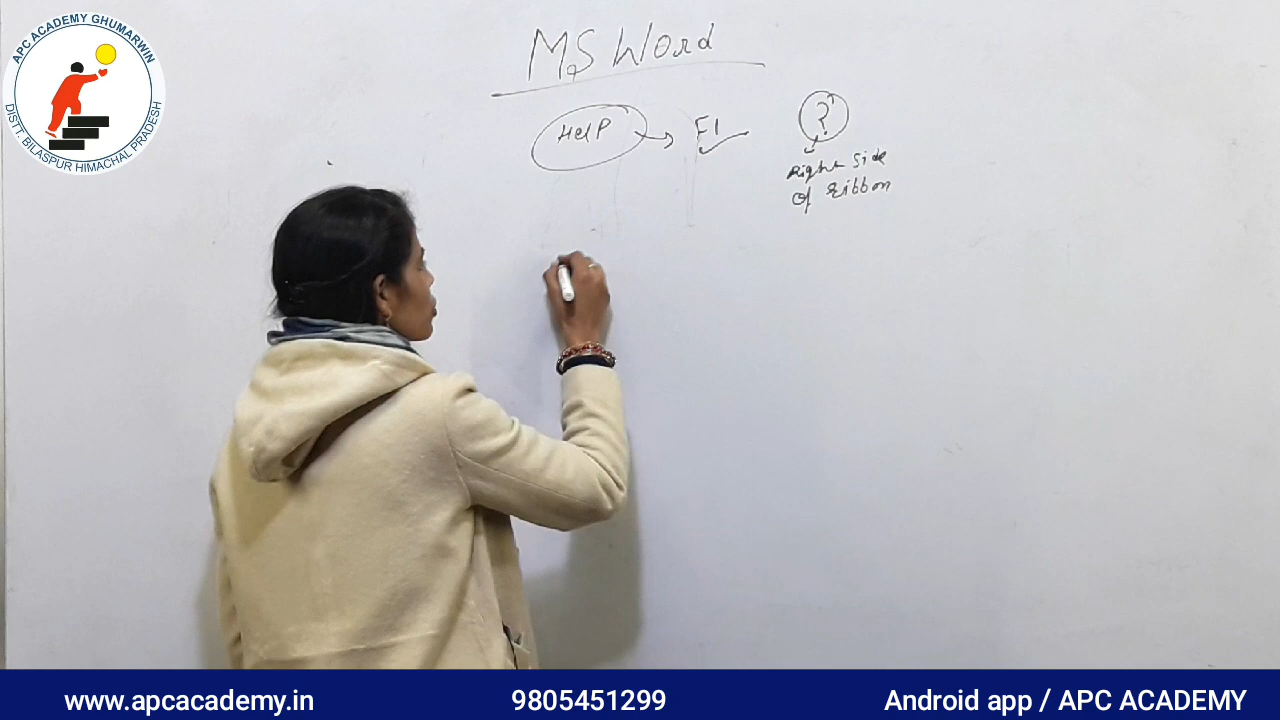 APC ACADEMY GHUMARWIN
DISTT. BILASPUR HIMACHAL PRADESH
MS Word
HelP → F1
?
Right Side
Of Ribbon
www.apcacademy.in
9805451299
Android app / APC ACADEMY